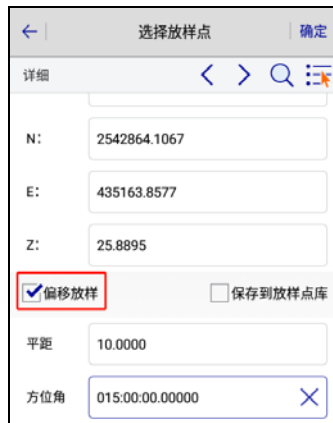 选择放样点
确定
详细
N: 2542864.1067
E: 435163.8577
Z: 25.8895
偏移放样 保存到放样点库
平距 10.0000
方位角 015:00:00.00000